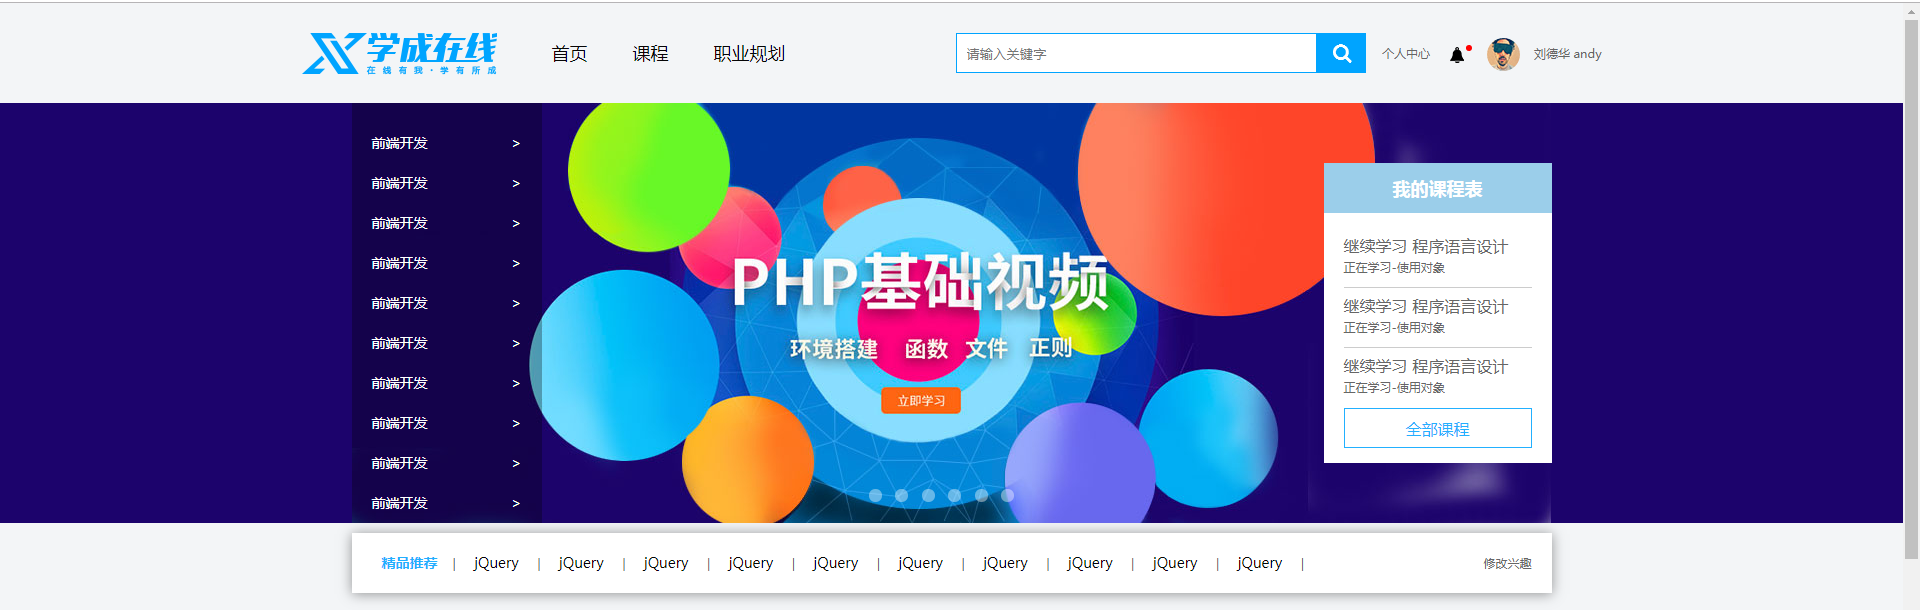 学成在线
在线有我·学有所成
首页 课程 职业规划
请输入关键字
个人中心
刘德华 andy
前端开发 >
前端开发 >
前端开发 >
前端开发 >
前端开发 >
前端开发 >
前端开发 >
前端开发 >
前端开发 >
前端开发 >
PHP基础视频
环境搭建 函数 文件 正则
立即学习
我的课程表
继续学习 程序语言设计
正在学习-使用对象
继续学习 程序语言设计
正在学习-使用对象
继续学习 程序语言设计
正在学习-使用对象
全部课程
精品推荐 | jQuery | jQuery | jQuery | jQuery | jQuery | jQuery | jQuery | jQuery | jQuery | jQuery | 修改兴趣